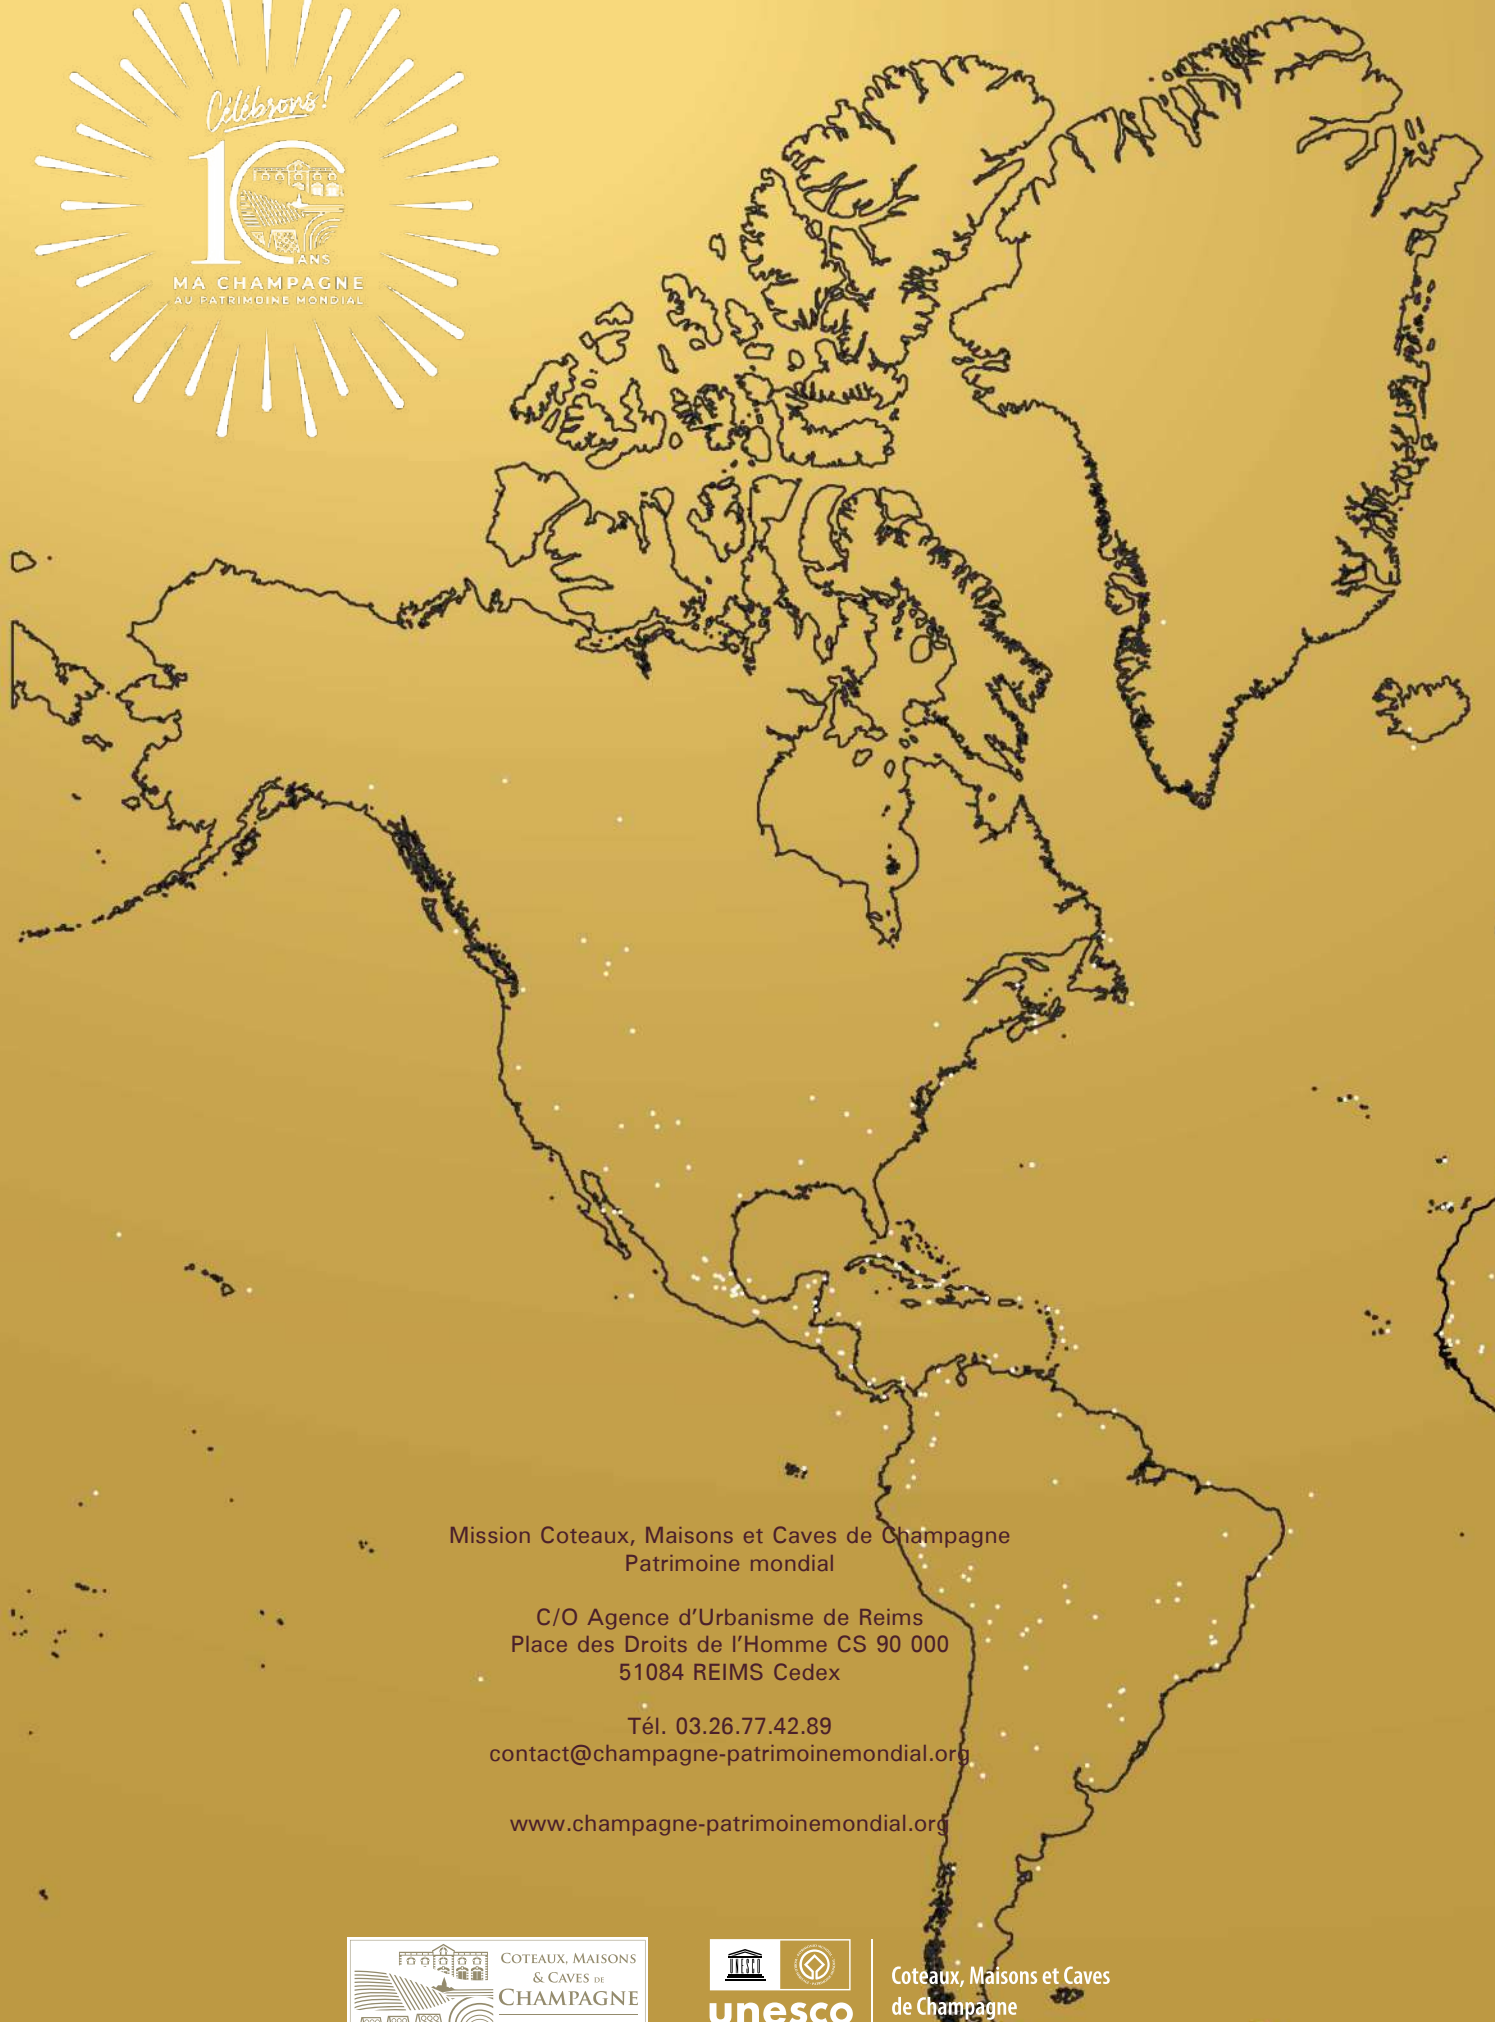 Célébrons !
10
ANS
MA CHAMPAGNE
AU PATRIMOINE MONDIAL
Mission Coteaux, Maisons et Caves de Champagne
Patrimoine mondial
C/O Agence d’Urbanisme de Reims
Place des Droits de l’Homme CS 90 000
51084 REIMS Cedex
Tél. 03.26.77.42.89
contact@champagne-patrimoinemondial.org
www.champagne-patrimoinemondial.org
COTEAUX, MAISONS
& CAVES DE
CHAMPAGNE
UNESCO
unesco
Coteaux, Maisons et Caves
de Champagne